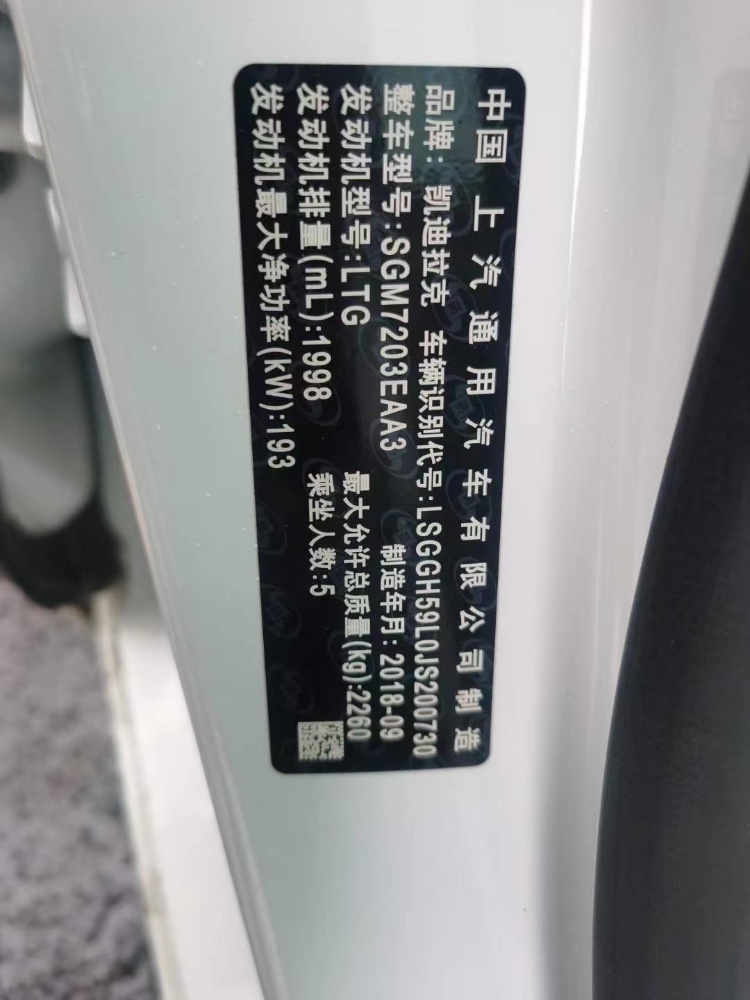 中国 上汽通用汽车有限公司制造
品牌: 凯迪拉克 车辆识别代号:LSGGH59L0JS200730
整车型号:SGM7203EAA3 制造年月:2018-09
发动机型号:LTG 最大允许总质量(kg):2260
发动机排量(mL):1998 乘坐人数:5
发动机最大净功率(kW):193